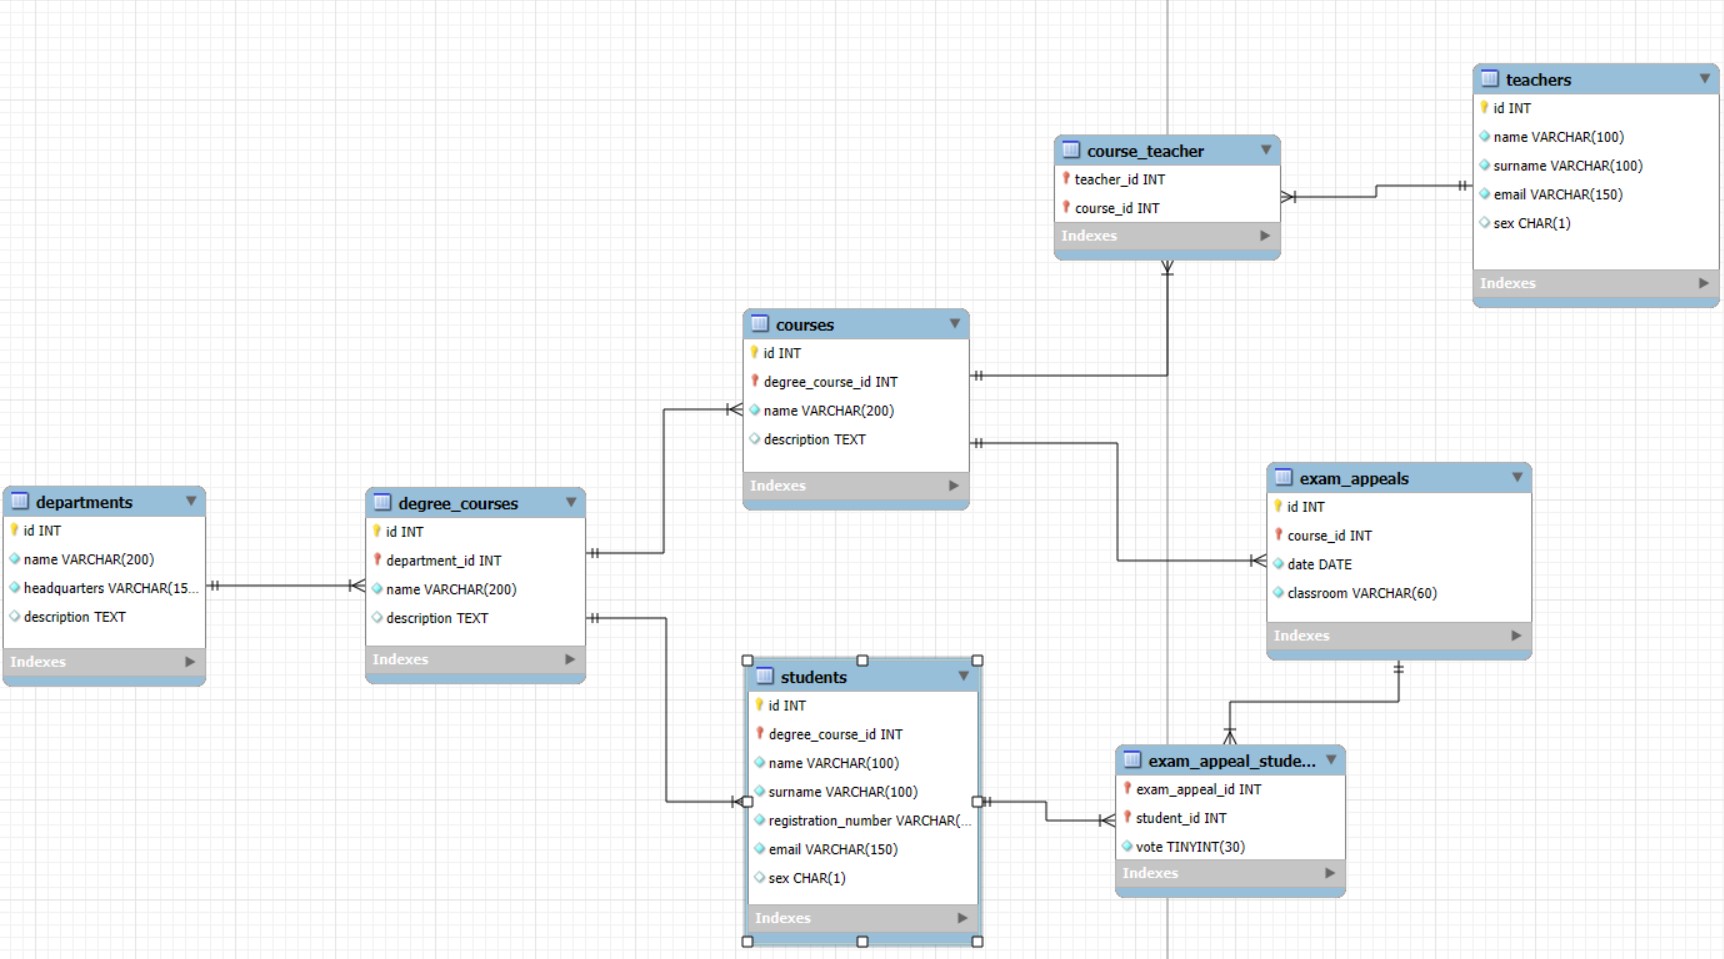 departments
id INT
name VARCHAR(200)
headquarters VARCHAR(15...
description TEXT
Indexes
degree_courses
id INT
department_id INT
name VARCHAR(200)
description TEXT
Indexes
courses
id INT
degree_course_id INT
name VARCHAR(200)
description TEXT
Indexes
students
id INT
degree_course_id INT
name VARCHAR(100)
surname VARCHAR(100)
registration_number VARCHAR(...
email VARCHAR(150)
sex CHAR(1)
Indexes
course_teacher
teacher_id INT
course_id INT
Indexes
teachers
id INT
name VARCHAR(100)
surname VARCHAR(100)
email VARCHAR(150)
sex CHAR(1)
Indexes
exam_appeals
id INT
course_id INT
date DATE
classroom VARCHAR(60)
Indexes
exam_appeal_stude...
exam_appeal_id INT
student_id INT
vote TINYINT(30)
Indexes